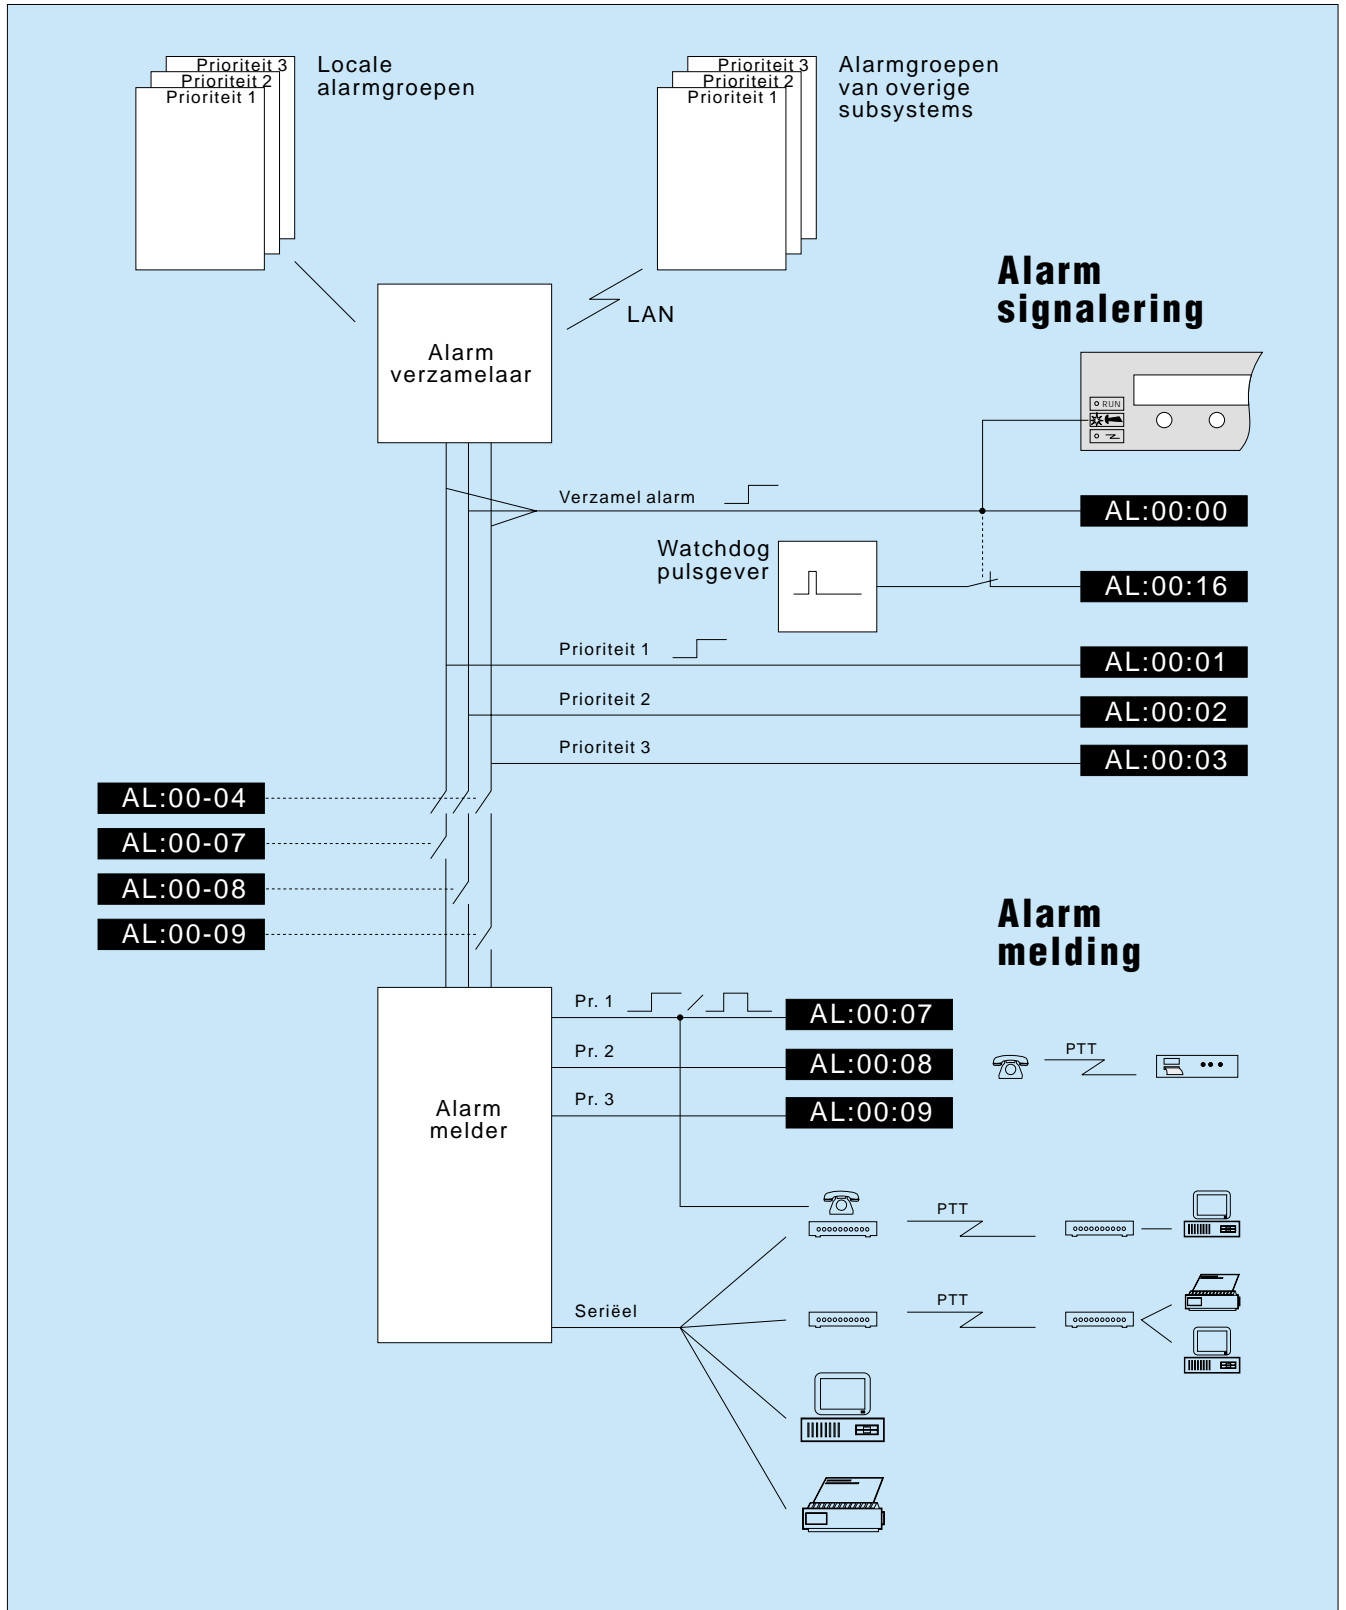 Prioriteit 3
Prioriteit 2
Prioriteit 1
Locale
alarmgroepen
Prioriteit 3
Prioriteit 2
Prioriteit 1
Alarmgroepen
van overige
subsystems
LAN
Alarm
signalering
Alarm
verzamelaar
RUN
Verzamel alarm
AL:00:00
Watchdog
pulsgever
AL:00:16
Prioriteit 1
AL:00:01
Prioriteit 2
AL:00:02
Prioriteit 3
AL:00:03
AL:00-04
AL:00-07
AL:00-08
AL:00-09
Alarm
melding
Pr. 1
AL:00:07
Pr. 2
AL:00:08
PTT
Pr. 3
AL:00:09
Alarm
melder
PTT
PTT
Seriëel